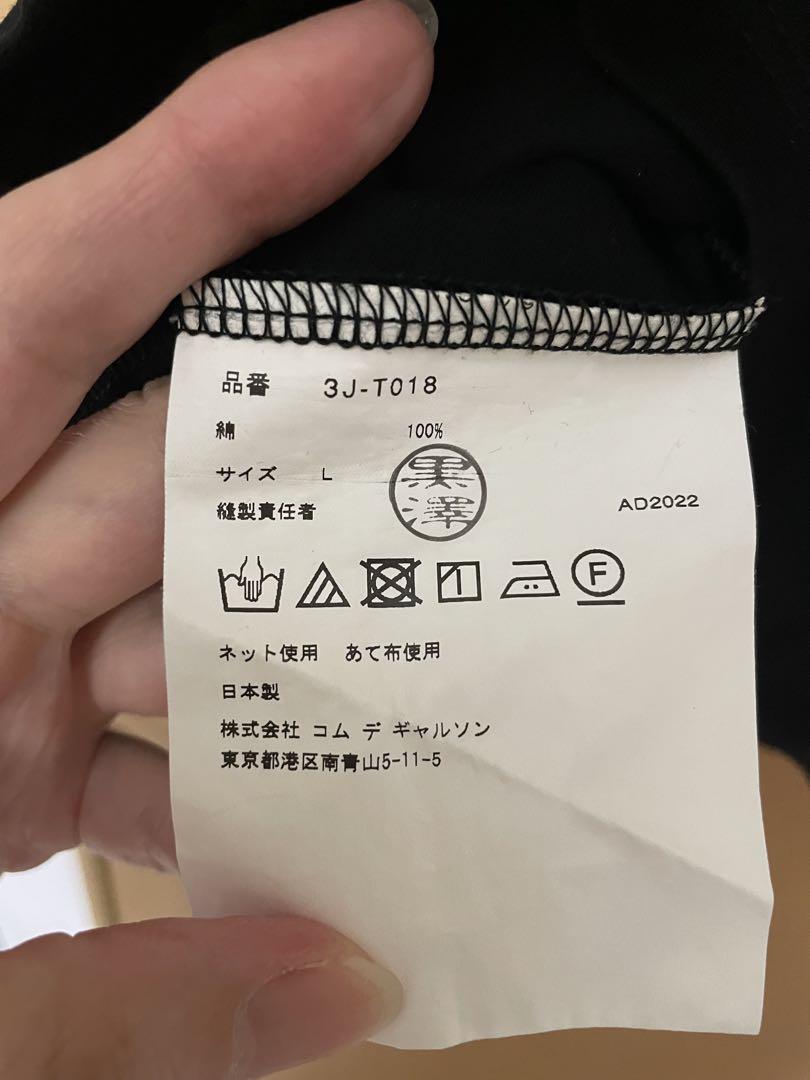 品番 3J-T018
綿 100%
サイズ L
黒澤
縫製責任者 AD2022
F
ネット使用 あて布使用
日本製
株式会社 コム デ ギャルソン
東京都港区南青山5-11-5